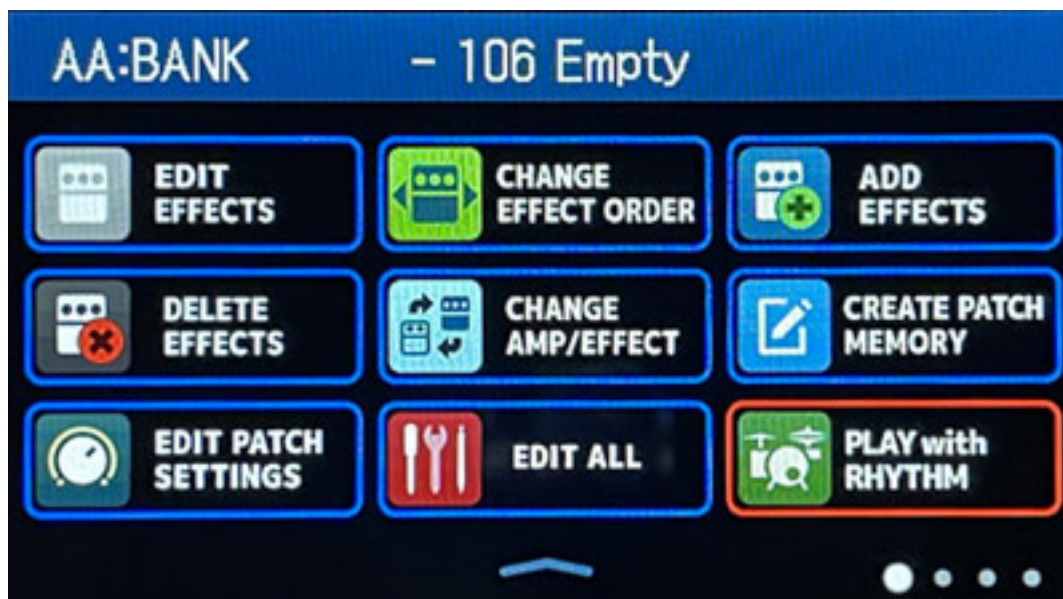 AA:BANK - 106 Empty
EDIT
EFFECTS
CHANGE
EFFECT ORDER
ADD
EFFECTS
DELETE
EFFECTS
CHANGE
AMP/EFFECT
CREATE PATCH
MEMORY
EDIT PATCH
SETTINGS
EDIT ALL
PLAY with
RHYTHM